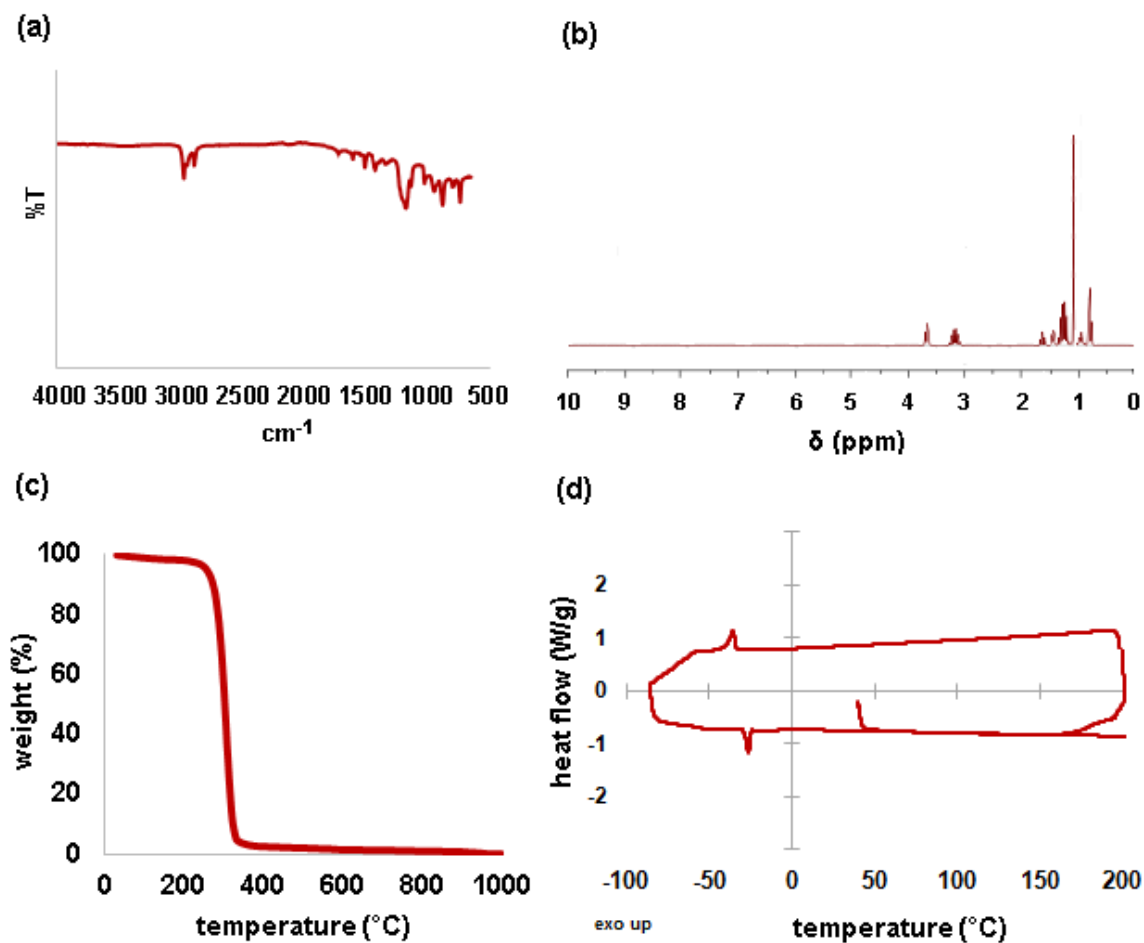 (a)
%T
4000 3500 3000 2500 2000 1500 1000 500
cm⁻¹
(b)
10 9 8 7 6 5 4 3 2 1 0
δ (ppm)
(c)
100
80
60
40
20
0
weight (%)
0 200 400 600 800 1000
temperature (°C)
(d)
2
1
0
-1
-2
heat flow (W/g)
-100 -50 0 50 100 150 200
exo up
temperature (°C)